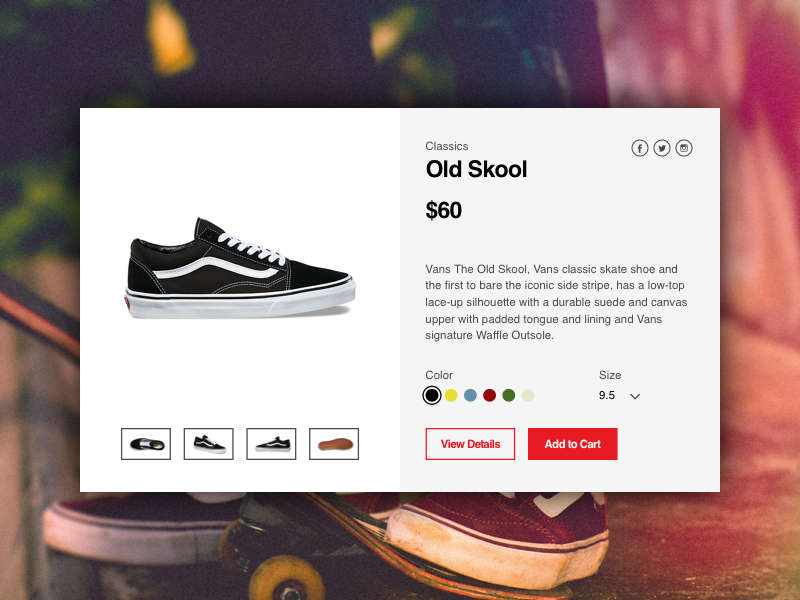 Classics
Old Skool
$60
Vans The Old Skool, Vans classic skate shoe and
the first to bare the iconic side stripe, has a low-top
lace-up silhouette with a durable suede and canvas
upper with padded tongue and lining and Vans
signature Waffle Outsole.
Color
Size
9.5
View Details
Add to Cart